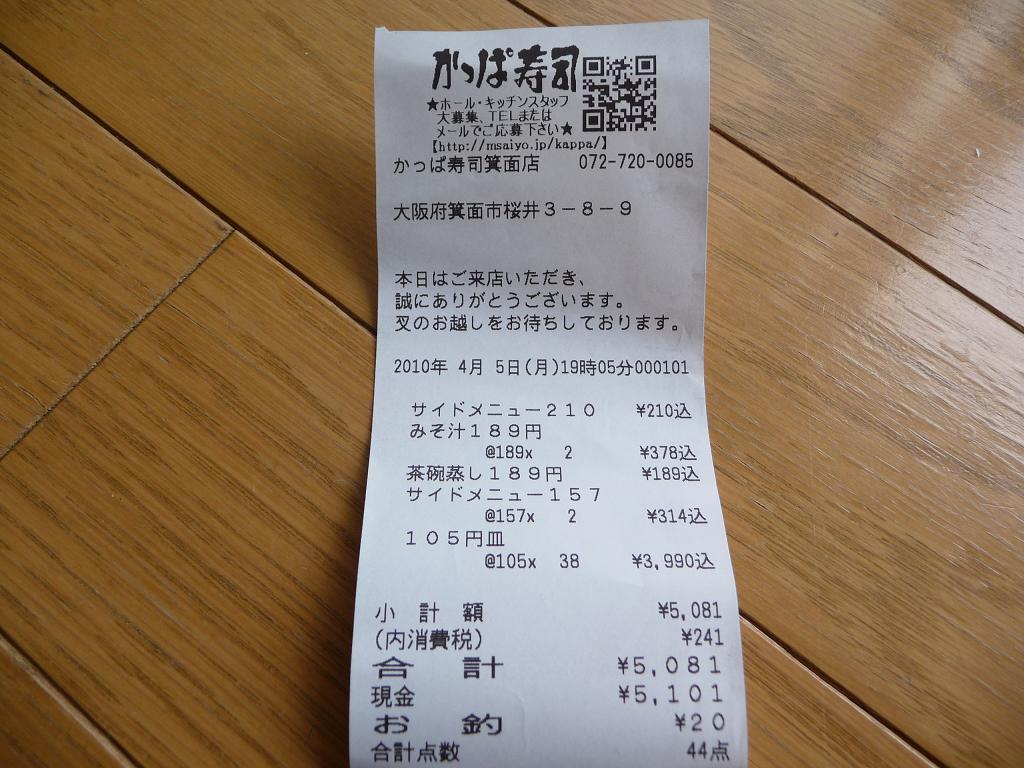 かっぱ寿司
★ホール・キッチンスタッフ
大募集、TELまたは
メールでご応募下さい★
【http://msaiyo.jp/kappa/】
かっぱ寿司箕面店 072-720-0085
大阪府箕面市桜井３－８－９
本日はご来店いただき、
誠にありがとうございます。
又のお越しをお待ちしております。
2010年 4月 5日(月)19時05分000101
サイドメニュー２１０ ¥210込
みそ汁１８９円
@189x 2 ¥378込
茶碗蒸し１８９円 ¥189込
サイドメニュー１５７
@157x 2 ¥314込
１０５円皿
@105x 38 ¥3,990込
小 計 額 ¥5,081
(内消費税) ¥241
合 計 ¥5,081
現金 ¥5,101
お 釣 ¥20
合計点数 44点